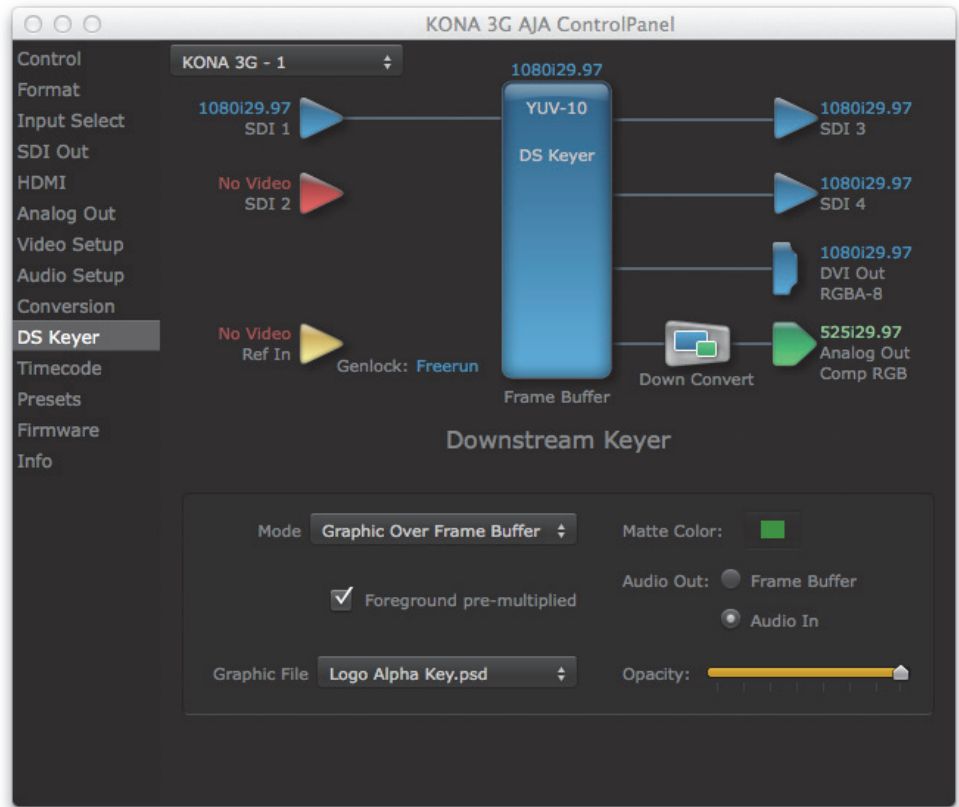 KONA 3G AJA ControlPanel
Control
Format
Input Select
SDI Out
HDMI
Analog Out
Video Setup
Audio Setup
Conversion
DS Keyer
Timecode
Presets
Firmware
Info
KONA 3G - 1
1080i29.97
SDI 1
No Video
SDI 2
No Video
Ref In
Genlock: Freerun
1080i29.97
YUV-10
DS Keyer
Frame Buffer
1080i29.97
SDI 3
1080i29.97
SDI 4
1080i29.97
DVI Out
RGBA-8
Down Convert
525i29.97
Analog Out
Comp RGB
Downstream Keyer
Mode Graphic Over Frame Buffer
Foreground pre-multiplied
Graphic File Logo Alpha Key.psd
Matte Color:
Audio Out: Frame Buffer
Audio In
Opacity: